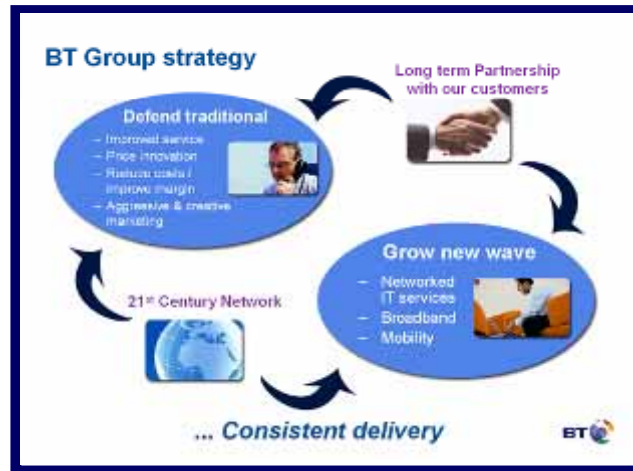 BT Group strategy
Long term Partnership
with our customers
Defend traditional
– Improved service
– Price innovation
– Reduce costs /
improve margin
– Aggressive & creative
marketing
Grow new wave
– Networked
IT services
– Broadband
– Mobility
21st Century Network
... Consistent delivery
BT